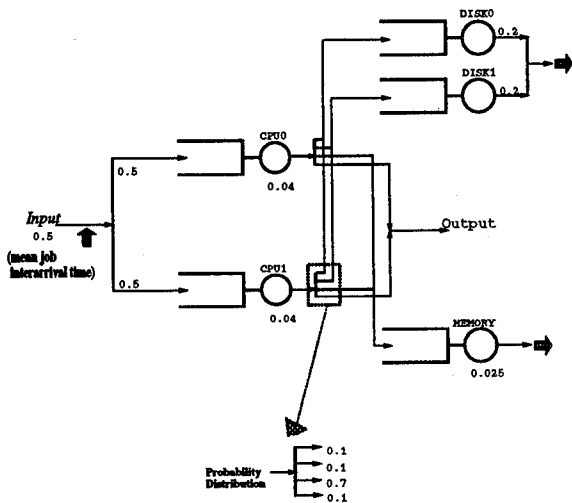 DISK0
0.2
DISK1
0.2
CPU0
0.5
0.04
Input
0.5
(mean job
interarrival time)
Output
CPU1
0.5
0.04
MEMORY
0.025
Probability
Distribution
0.1
0.1
0.7
0.1